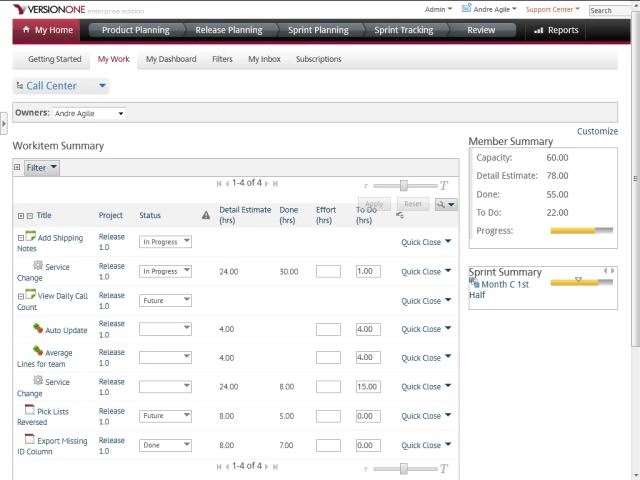 VERSIONONE enterprise edition
Admin Andre Agile Support Center Search
My Home Product Planning Release Planning Sprint Planning Sprint Tracking Review Reports
Getting Started My Work My Dashboard Filters My Inbox Subscriptions
Call Center
Owners: Andre Agile
Customize
Workitem Summary
Member Summary
Filter
Capacity: 60.00
Detail Estimate: 78.00
Done: 55.00
To Do: 22.00
Progress:
1-4 of 4
T T
Apply Reset
Title Project Status Detail Estimate (hrs) Done (hrs) Effort (hrs) To Do (hrs)
Add Shipping Notes Release 1.0 In Progress Quick Close
Service Change Release 1.0 In Progress 24.00 30.00 1.00 Quick Close
Sprint Summary
Month C 1st
Half
View Daily Call Count Release 1.0 Future Quick Close
Auto Update Release 1.0 4.00 4.00 Quick Close
Average Lines for team Release 1.0 4.00 4.00 Quick Close
Service Change Release 1.0 24.00 8.00 15.00 Quick Close
Pick Lists Reversed Release 1.0 Future 8.00 5.00 0.00 Quick Close
Export Missing ID Column Release 1.0 Done 8.00 7.00 0.00 Quick Close
1-4 of 4
T T